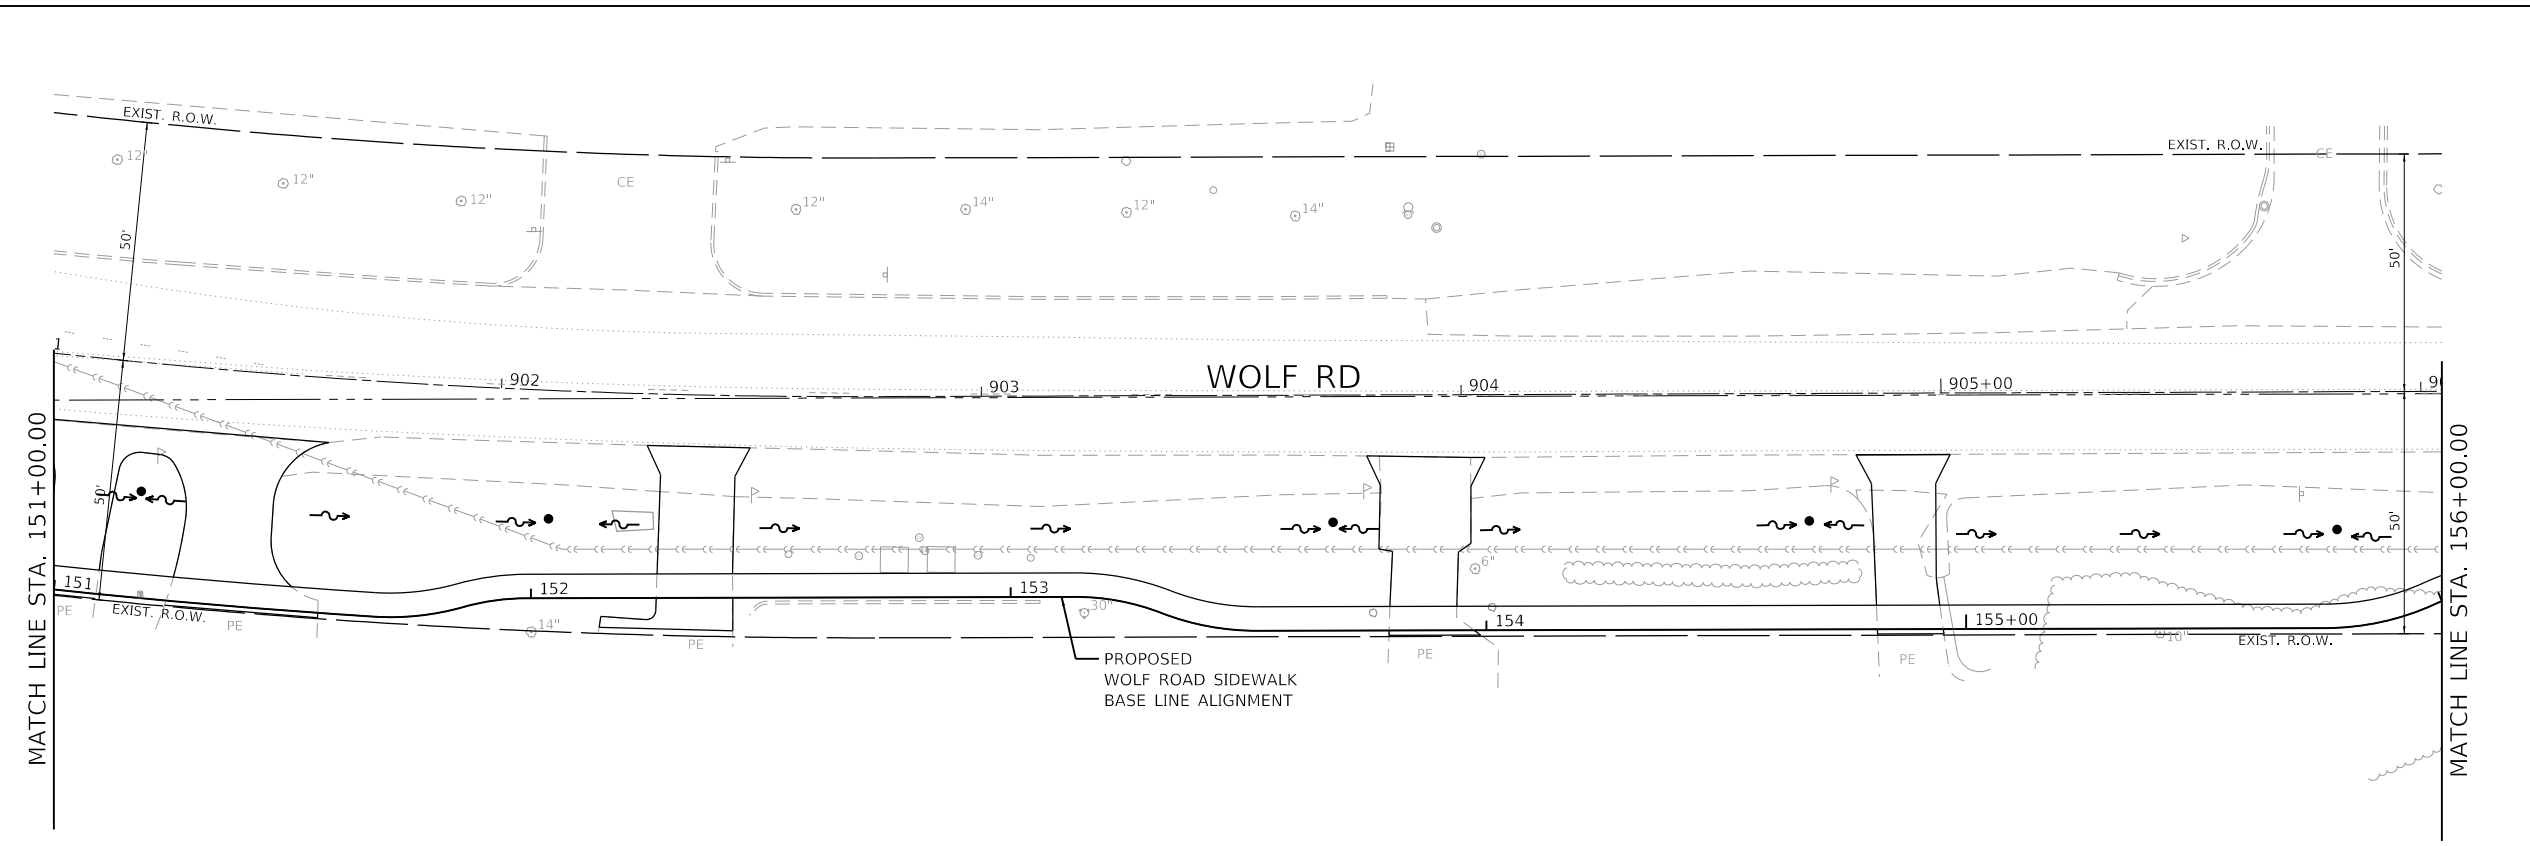 EXIST. R.O.W.
EXIST. R.O.W.
CE
12"
12"
12"
CE
12"
14"
12"
14"
50'
50'
1
902
903
WOLF RD
904
905+00
50'
50'
6"
151
152
153
154
155+00
PE
EXIST. R.O.W.
PE
14"
30"
PE
PE
PE
10"
EXIST. R.O.W.
PROPOSED
WOLF ROAD SIDEWALK
BASE LINE ALIGNMENT
MATCH LINE STA. 151+00.00
MATCH LINE STA. 156+00.00